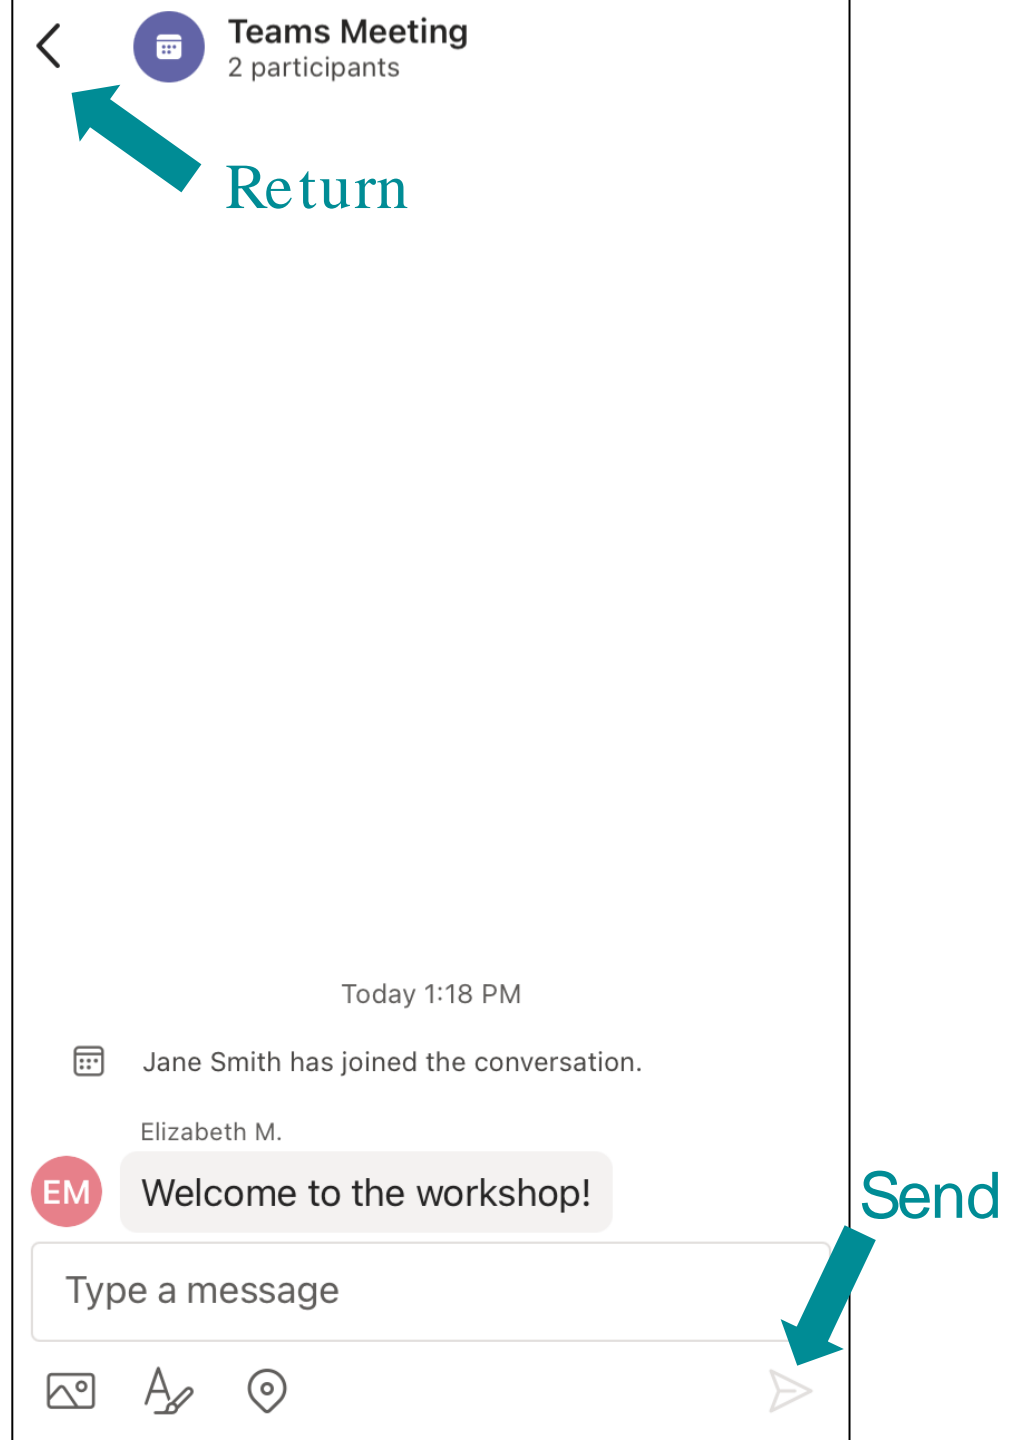 Teams Meeting
2 participants
Return
Today 1:18 PM
Jane Smith has joined the conversation.
Elizabeth M.
EM
Welcome to the workshop!
Send
Type a message